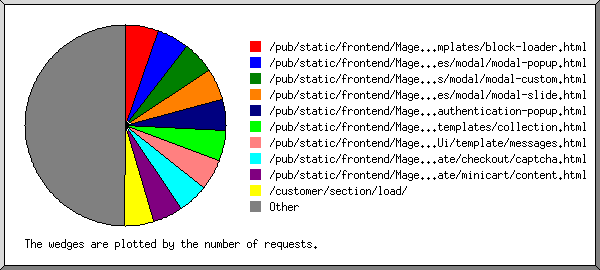 /pub/static/frontend/Mage...mplates/block-loader.html
/pub/static/frontend/Mage...es/modal/modal-popup.html
/pub/static/frontend/Mage...s/modal/modal-custom.html
/pub/static/frontend/Mage...es/modal/modal-slide.html
/pub/static/frontend/Mage...authentication-popup.html
/pub/static/frontend/Mage...templates/collection.html
/pub/static/frontend/Mage...Ui/template/messages.html
/pub/static/frontend/Mage...ate/checkout/captcha.html
/pub/static/frontend/Mage...ate/minicart/content.html
/customer/section/load/
Other
The wedges are plotted by the number of requests.